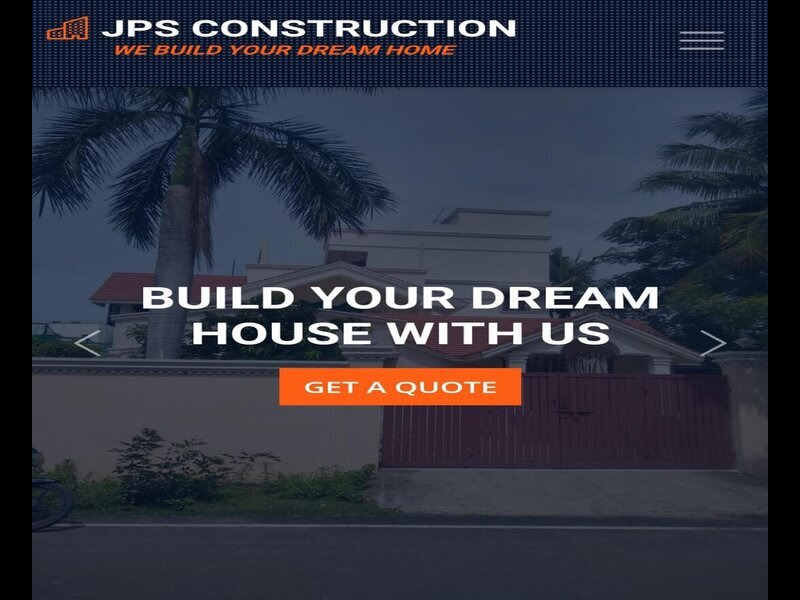 JPS CONSTRUCTION
WE BUILD YOUR DREAM HOME
BUILD YOUR DREAM
HOUSE WITH US
GET A QUOTE